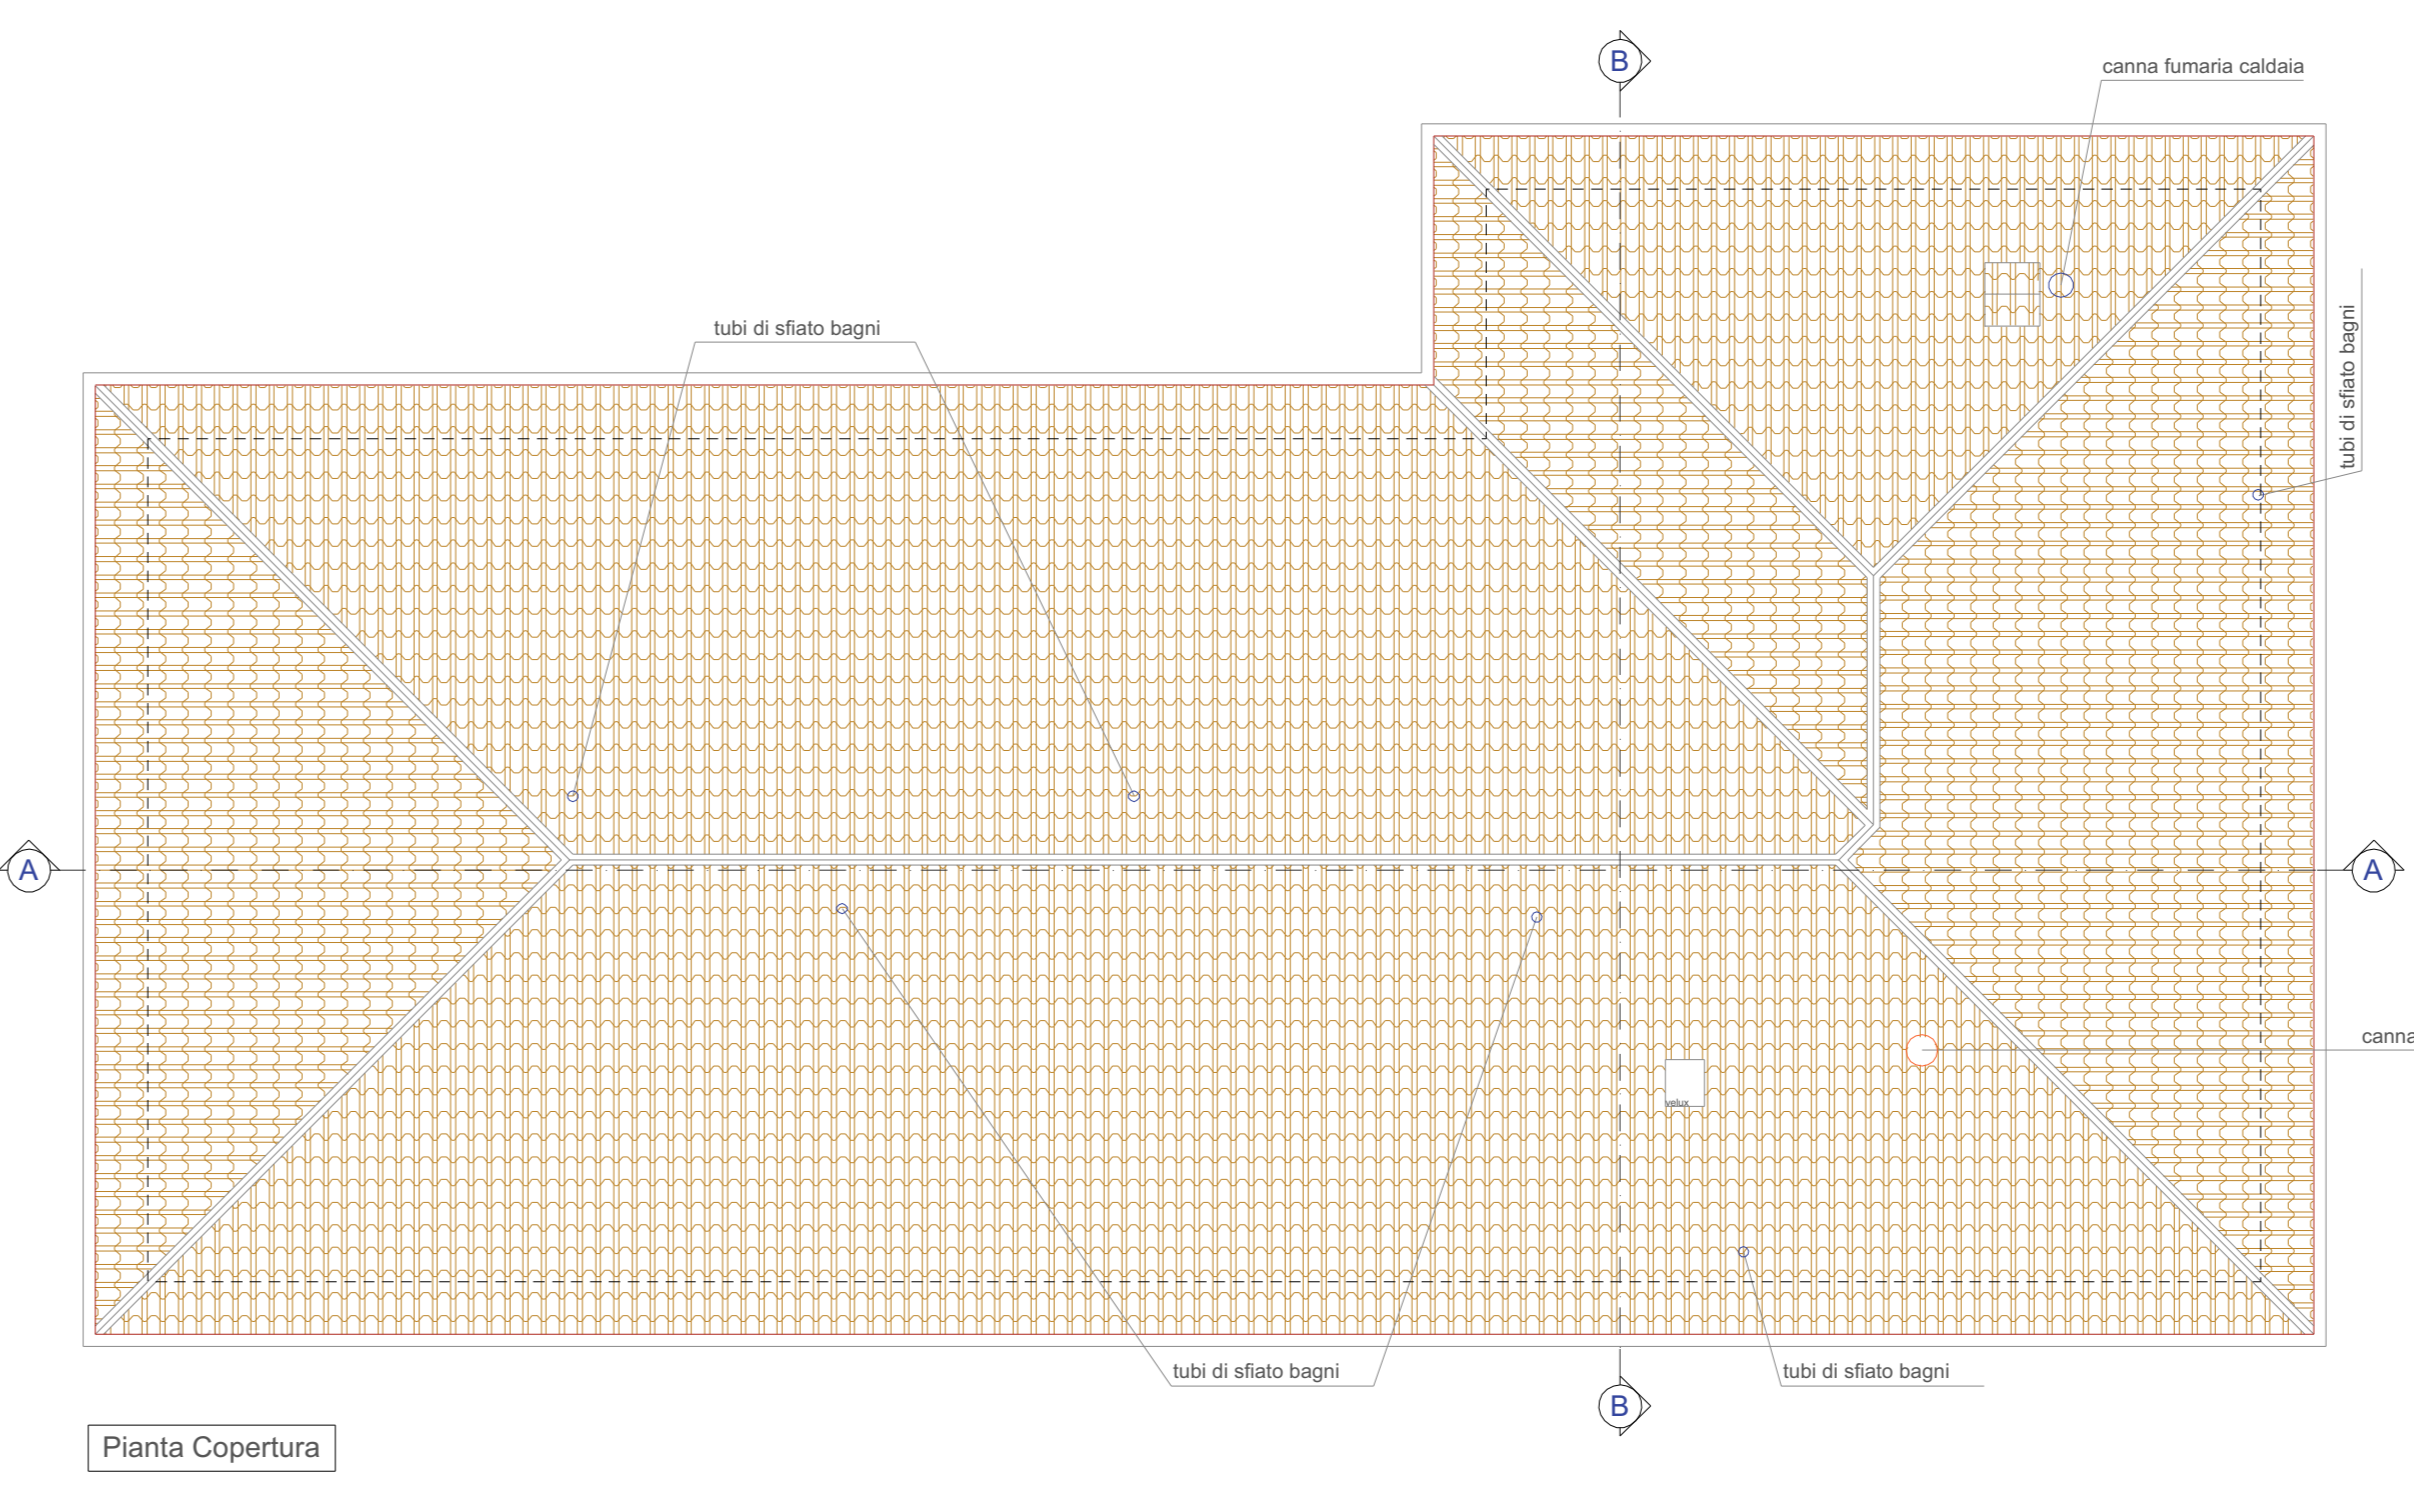 B
canna fumaria caldaia
tubi di sfiato bagni
tubi di sfiato bagni
A
A
canna
velux
tubi di sfiato bagni
tubi di sfiato bagni
B
Pianta Copertura